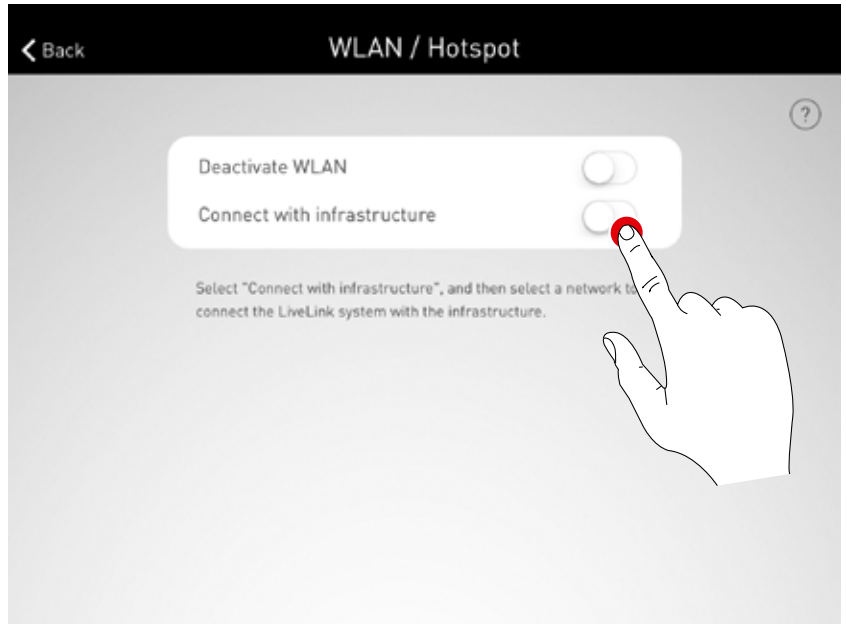 Back
WLAN / Hotspot
?
Deactivate WLAN
Connect with infrastructure
Select "Connect with infrastructure", and then select a network to
connect the LiveLink system with the infrastructure.